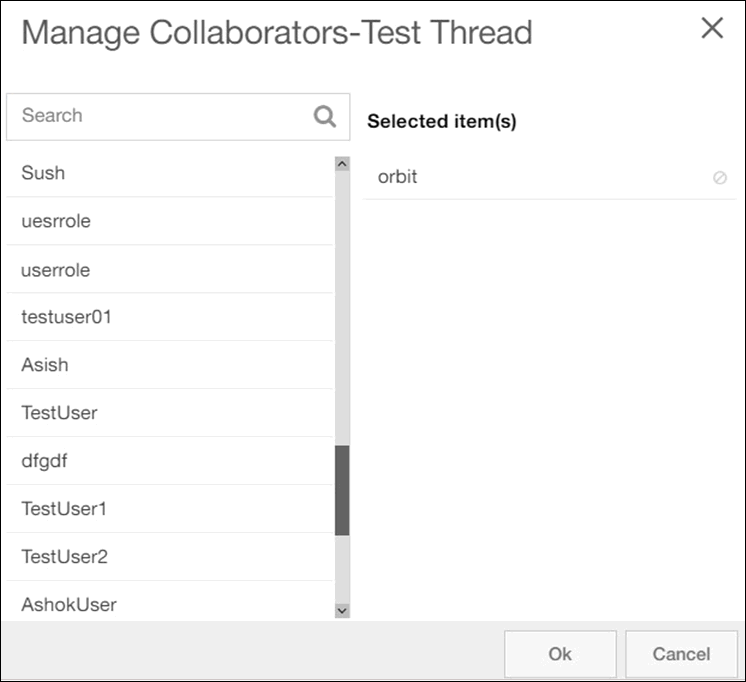 Manage Collaborators-Test Thread
Search
Sush
uesrrole
userrole
testuser01
Asish
TestUser
dfgdf
TestUser1
TestUser2
AshokUser
Selected item(s)
orbit
Ok
Cancel